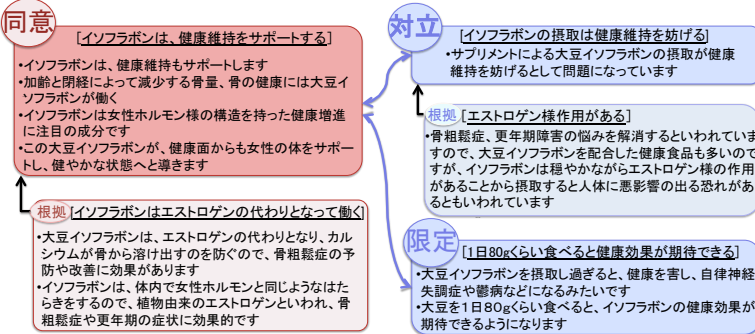 同意
[イソフラボンは、健康維持をサポートする]
•イソフラボンは、健康維持もサポートします
•加齢と閉経によって減少する骨量、骨の健康には大豆イ
ソフラボンが働く
•イソフラボンは女性ホルモン様の構造を持った健康増進
に注目の成分です
•この大豆イソフラボンが、健康面からも女性の体をサポー
トし、健やかな状態へと導きます
根拠
[イソフラボンはエストロゲンの代わりとなって働く]
•大豆イソフラボンは、エストロゲンの代わりとなり、カル
シウムが骨から溶け出すのを防ぐので、骨粗鬆症の予
防や改善に効果があります
•イソフラボンは、体内で女性ホルモンと同じようなはた
らきをするので、植物由来のエストロゲンといわれ、骨
粗鬆症や更年期の症状に効果的です
対立
[イソフラボンの摂取は健康維持を妨げる]
•サプリメントによる大豆イソフラボンの摂取が健康
維持を妨げるとして問題になっています
根拠
[エストロゲン様作用がある]
•骨粗鬆症、更年期障害の悩みを解消するといわれていま
すので、大豆イソフラボンを配合した健康食品も多いので
すが、イソフラボンは穏やかながらエストロゲン様の作用
があることから摂取すると人体に悪影響の出る恐れがあ
るともいわれています
限定
[1日80gくらい食べると健康効果が期待できる]
•大豆イソフラボンを摂取し過ぎると、健康を害し、自律神経
失調症や鬱病などになるみたいです
•大豆を1日80gくらい食べると、イソフラボンの健康効果が
期待できるようになります